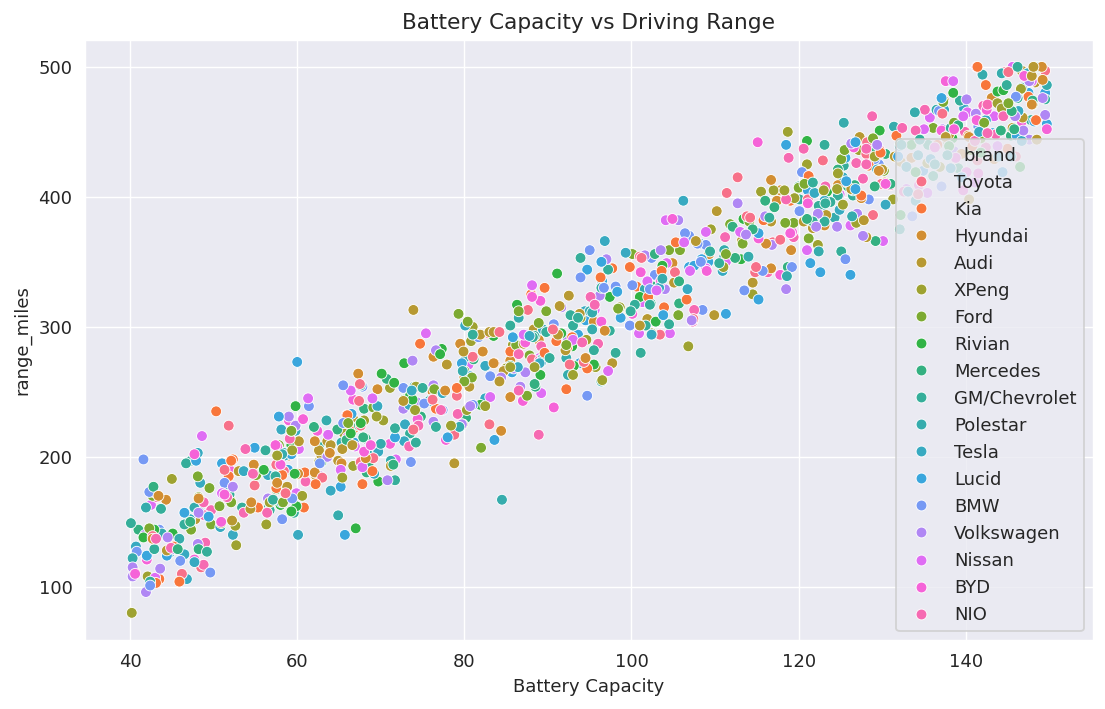 Battery Capacity vs Driving Range
range_miles
500
400
300
200
100
40
60
80
100
120
140
Battery Capacity
brand
Toyota
Kia
Hyundai
Audi
XPeng
Ford
Rivian
Mercedes
GM/Chevrolet
Polestar
Tesla
Lucid
BMW
Volkswagen
Nissan
BYD
NIO